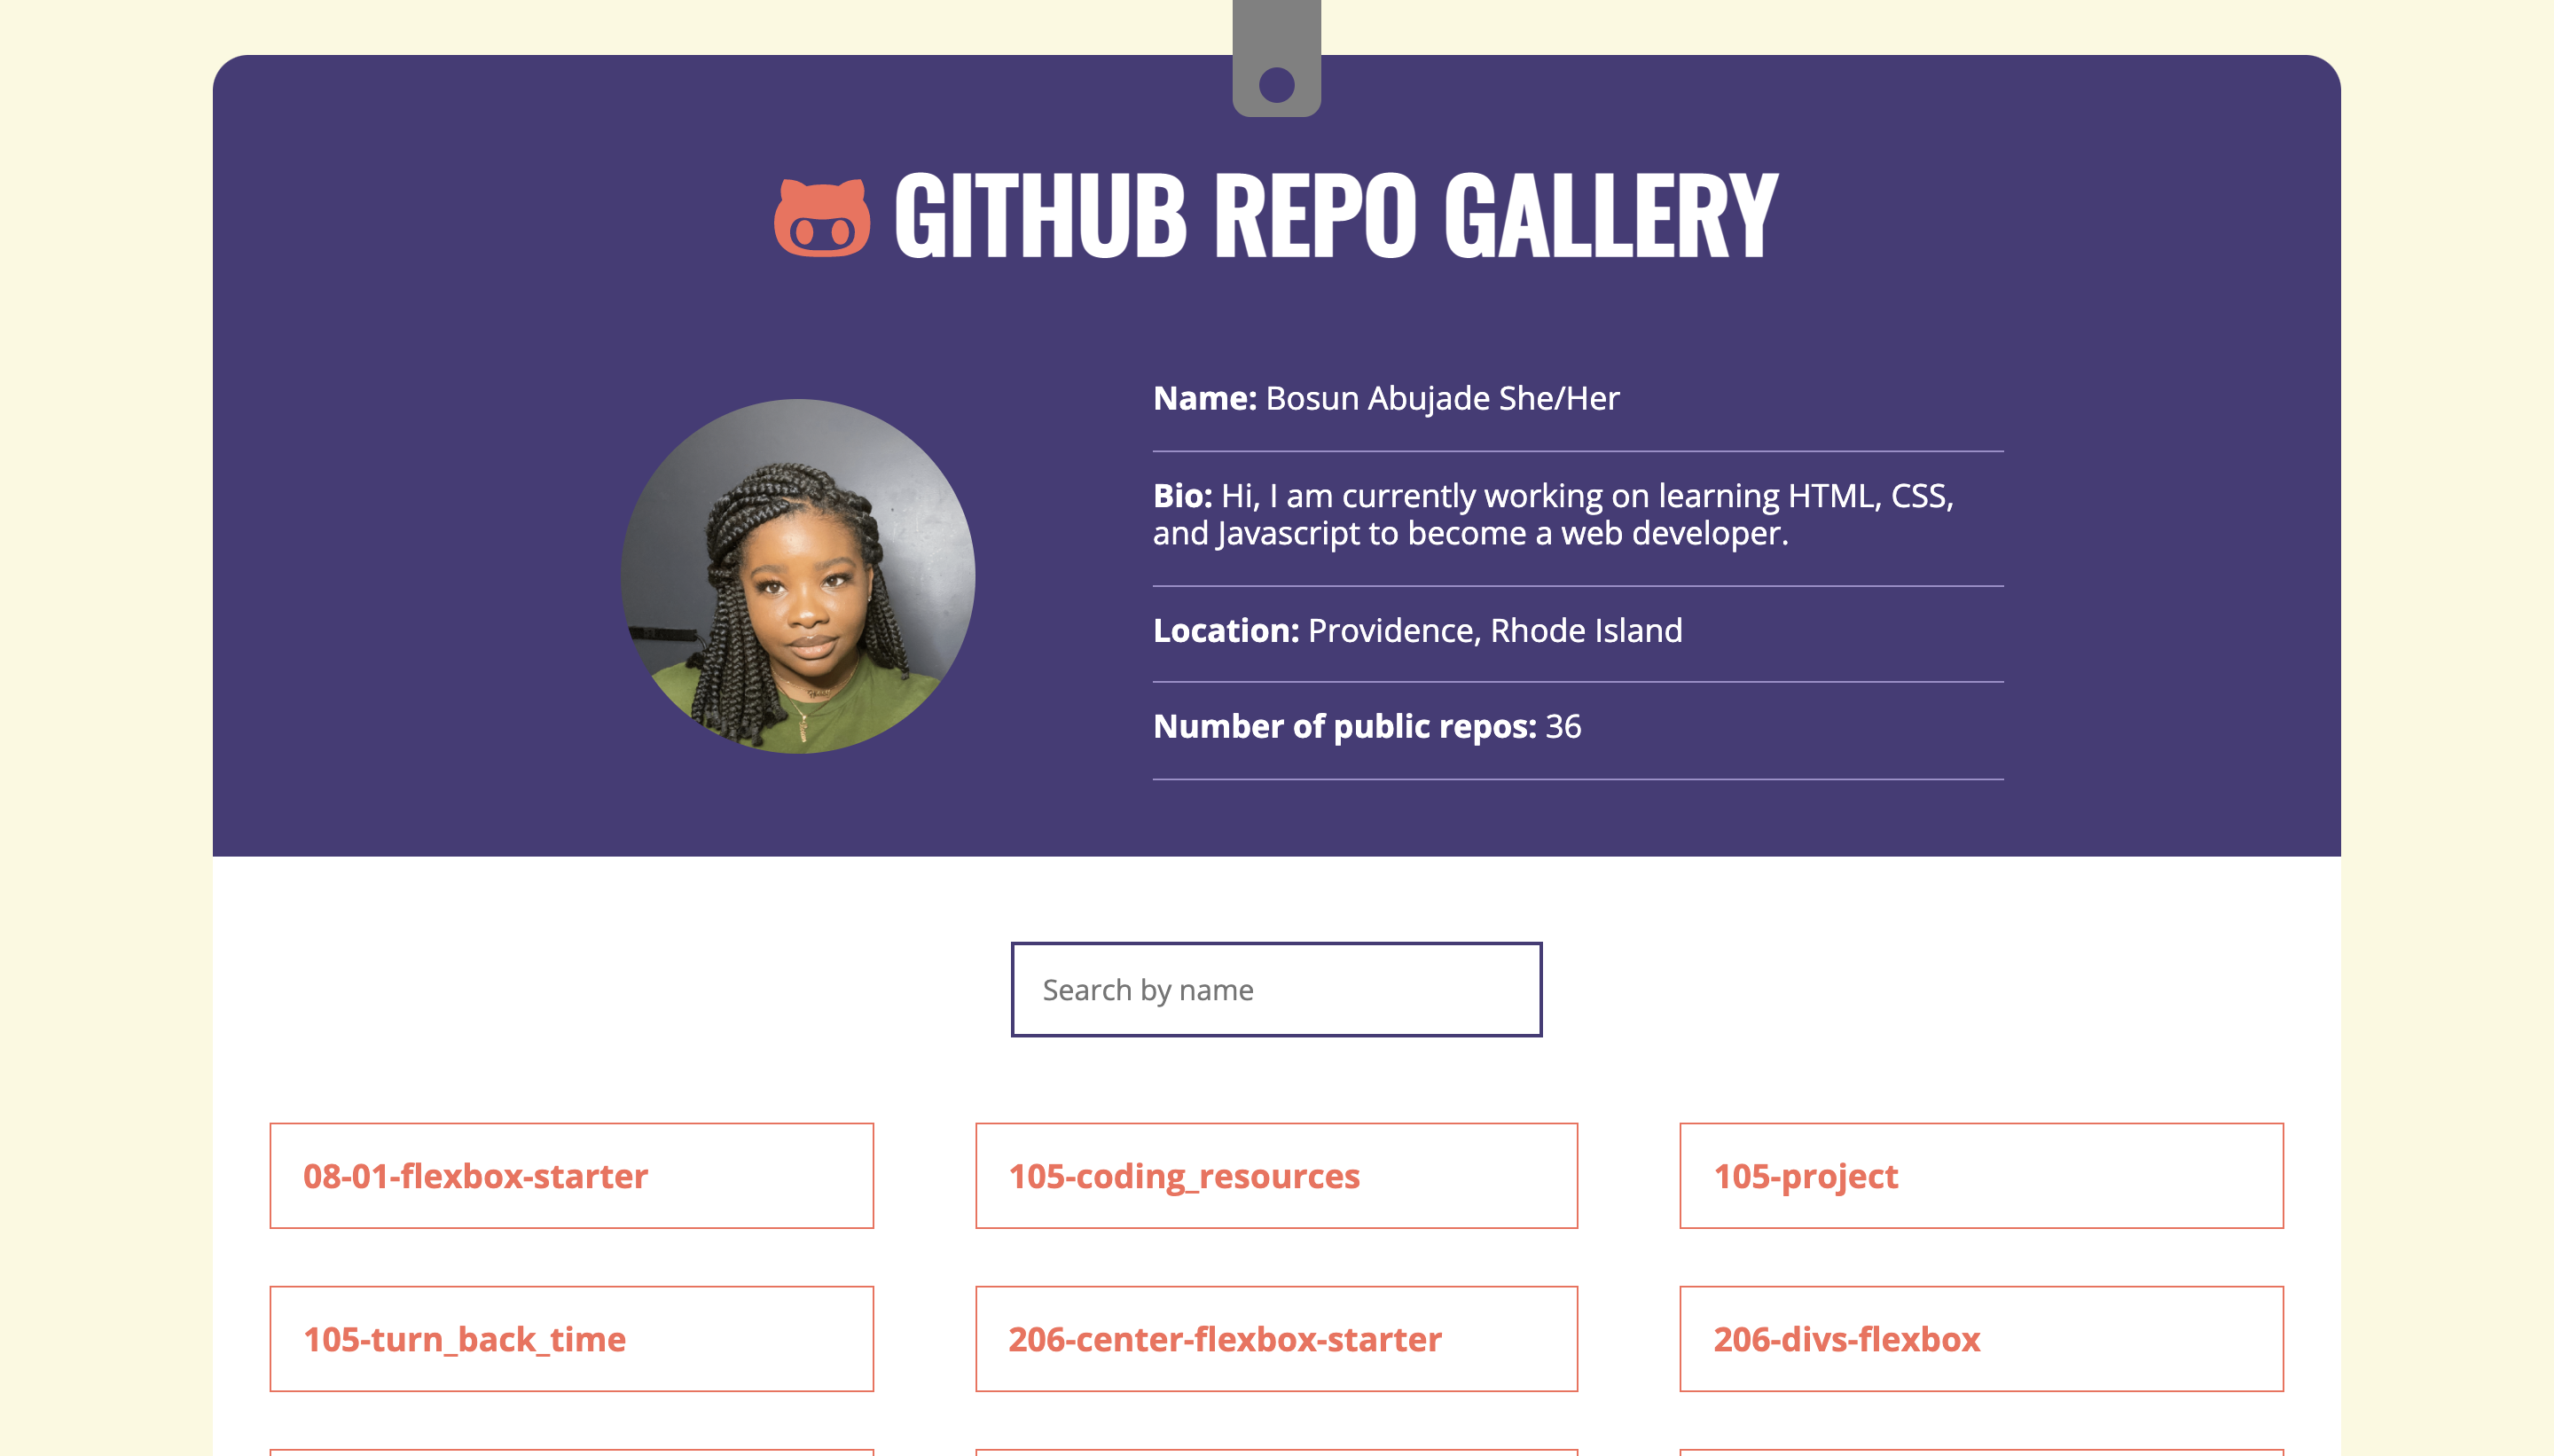 GITHUB REPO GALLERY
Name: Bosun Abujade She/Her
Bio: Hi, I am currently working on learning HTML, CSS,
and Javascript to become a web developer.
Location: Providence, Rhode Island
Number of public repos: 36
Search by name
08-01-flexbox-starter
105-coding_resources
105-project
105-turn_back_time
206-center-flexbox-starter
206-divs-flexbox